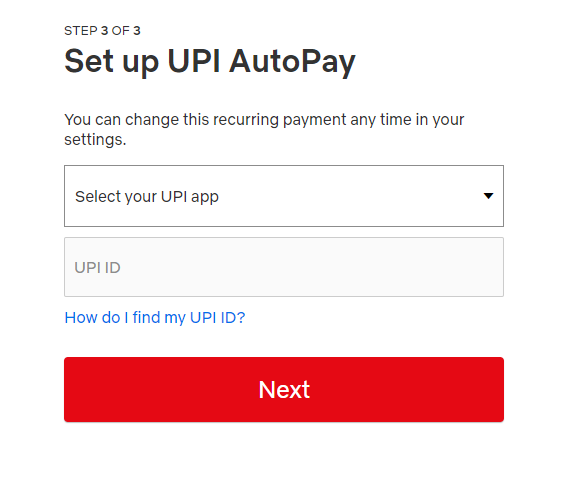 STEP 3 OF 3
Set up UPI AutoPay
You can change this recurring payment any time in your
settings.
Select your UPI app
UPI ID
How do I find my UPI ID?
Next